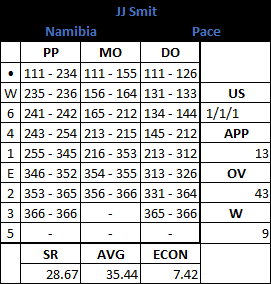 JJ Smit
Namibia Pace
PP MO DO
• 111 - 234 111 - 155 111 - 126
W 235 - 236 156 - 164 131 - 133 US
6 241 - 242 165 - 212 134 - 144 1/1/1
4 243 - 254 213 - 215 145 - 212 APP
1 255 - 345 216 - 353 213 - 312 13
E 346 - 352 354 - 355 313 - 326 OV
2 353 - 365 356 - 366 331 - 364 43
3 366 - 366 - 365 - 366 W
5 - - - 9
SR AVG ECON
28.67 35.44 7.42